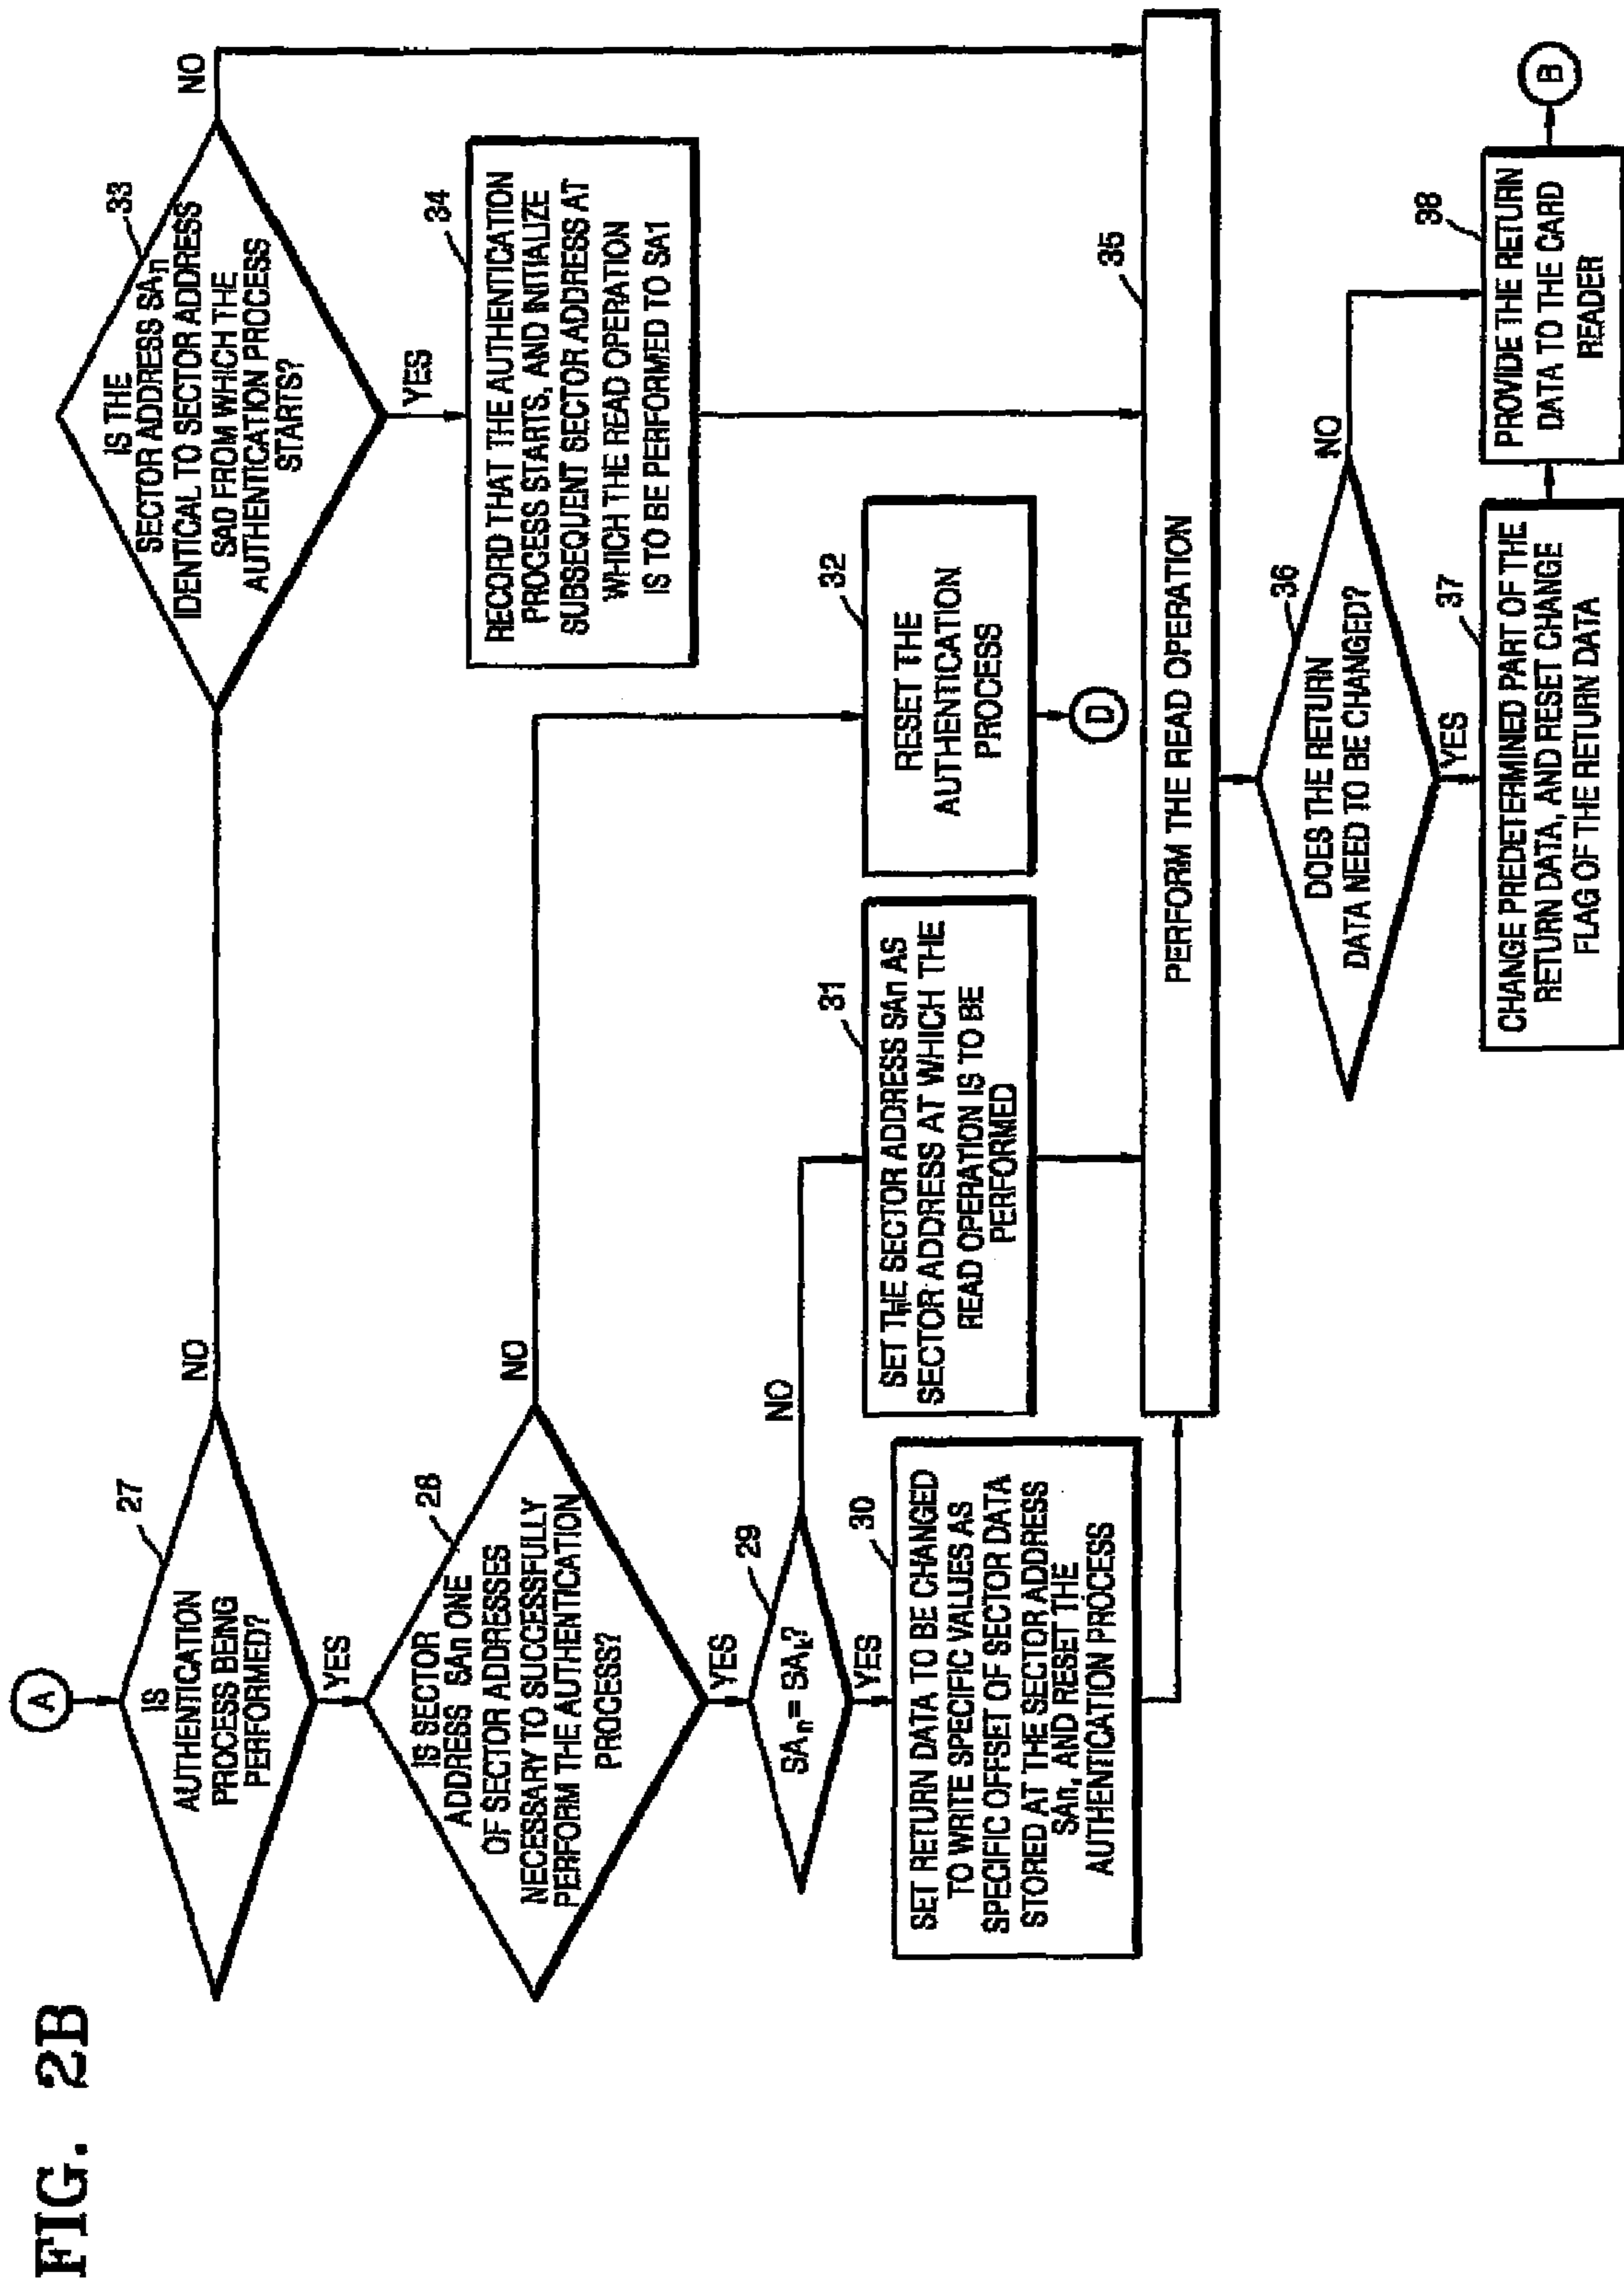 FIG. 2B
A
27
IS
AUTHENTICATION
PROCESS BEING
PERFORMED?
NO
YES
28
IS SECTOR
ADDRESS SAn ONE
OF SECTOR ADDRESSES
NECESSARY TO SUCCESSFULLY
PERFORM THE AUTHENTICATION
PROCESS?
NO
YES
29
SAn = SAk?
NO
YES
30
SET RETURN DATA TO BE CHANGED
TO WRITE SPECIFIC VALUES AS
SPECIFIC OFFSET OF SECTOR DATA
STORED AT THE SECTOR ADDRESS
SAn, AND RESET THE
AUTHENTICATION PROCESS
31
SET THE SECTOR ADDRESS SAn AS
SECTOR ADDRESS AT WHICH THE
READ OPERATION IS TO BE
PERFORMED
32
RESET THE
AUTHENTICATION
PROCESS
D
33
IS THE
SECTOR ADDRESS SAn
IDENTICAL TO SECTOR ADDRESS
SA0 FROM WHICH THE
AUTHENTICATION PROCESS
STARTS?
NO
YES
34
RECORD THAT THE AUTHENTICATION
PROCESS STARTS, AND INITIALIZE
SUBSEQUENT SECTOR ADDRESS AT
WHICH THE READ OPERATION
IS TO BE PERFORMED TO SA1
35
PERFORM THE READ OPERATION
36
DOES THE RETURN
DATA NEED TO BE CHANGED?
NO
YES
37
CHANGE PREDETERMINED PART OF THE
RETURN DATA, AND RESET CHANGE
FLAG OF THE RETURN DATA
38
PROVIDE THE RETURN
DATA TO THE CARD
READER
B